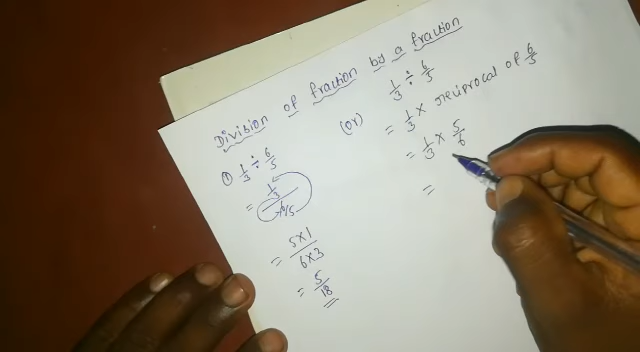 Division of fraction by a fraction
① 1/3 ÷ 6/5
= 1/3 / 6/5
= 5×1 / 6×3
= 5/18
(or)
1/3 ÷ 6/5
= 1/3 × reciprocal of 6/5
= 1/3 × 5/6
=